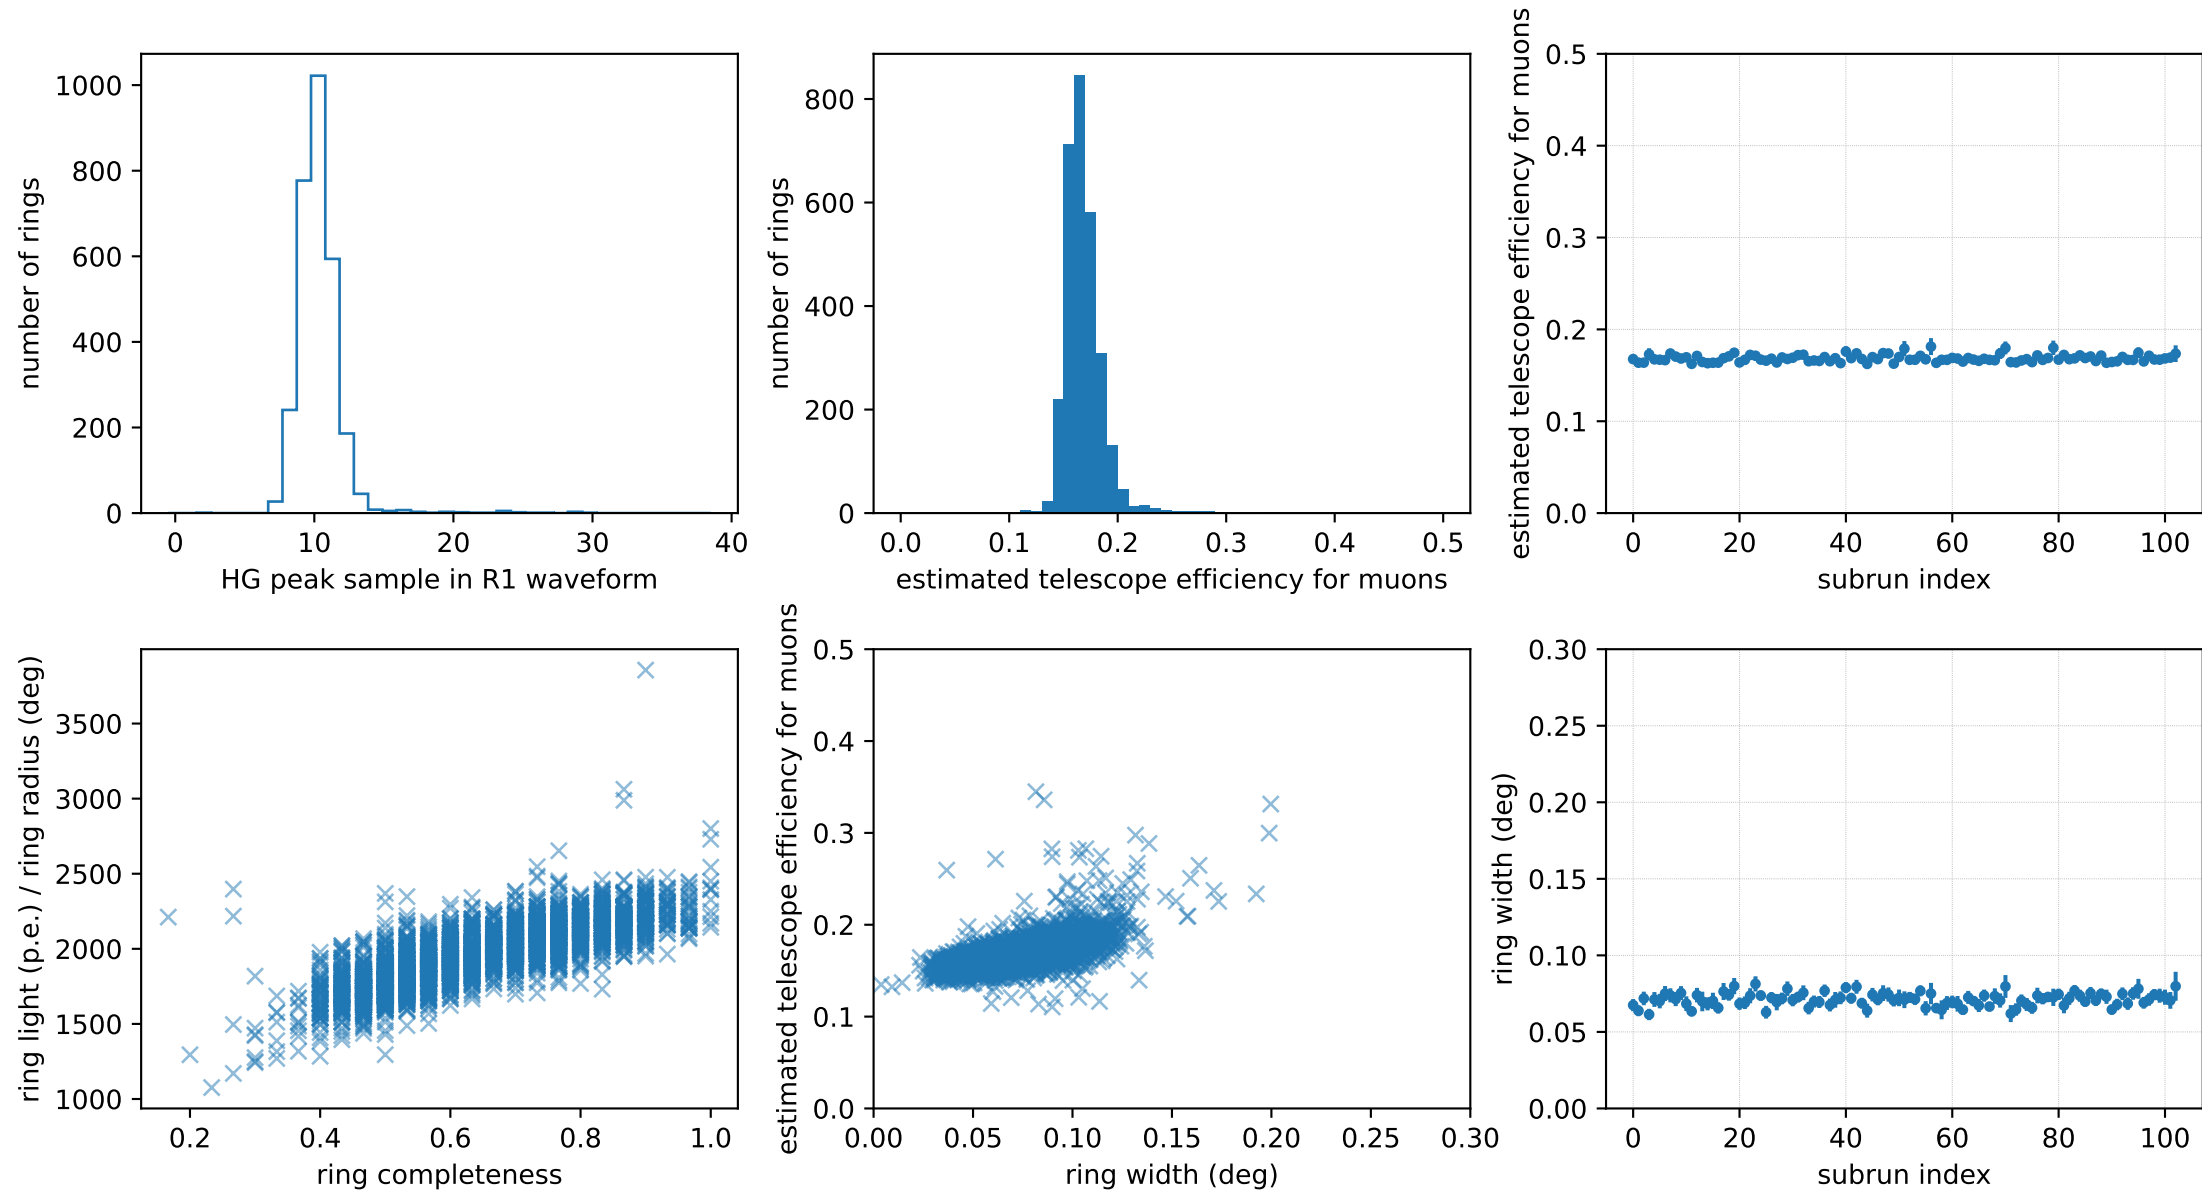 number of rings
1000
800
600
400
200
0
0 10 20 30 40
HG peak sample in R1 waveform
number of rings
800
600
400
200
0
0.0 0.1 0.2 0.3 0.4 0.5
estimated telescope efficiency for muons
estimated telescope efficiency for muons
0.5
0.4
0.3
0.2
0.1
0.0
0 20 40 60 80 100
subrun index
ring light (p.e.) / ring radius (deg)
3500
3000
2500
2000
1500
1000
0.2 0.4 0.6 0.8 1.0
ring completeness
estimated telescope efficiency for muons
0.5
0.4
0.3
0.2
0.1
0.0
0.00 0.05 0.10 0.15 0.20 0.25 0.30
ring width (deg)
ring width (deg)
0.30
0.25
0.20
0.15
0.10
0.05
0.00
0 20 40 60 80 100
subrun index